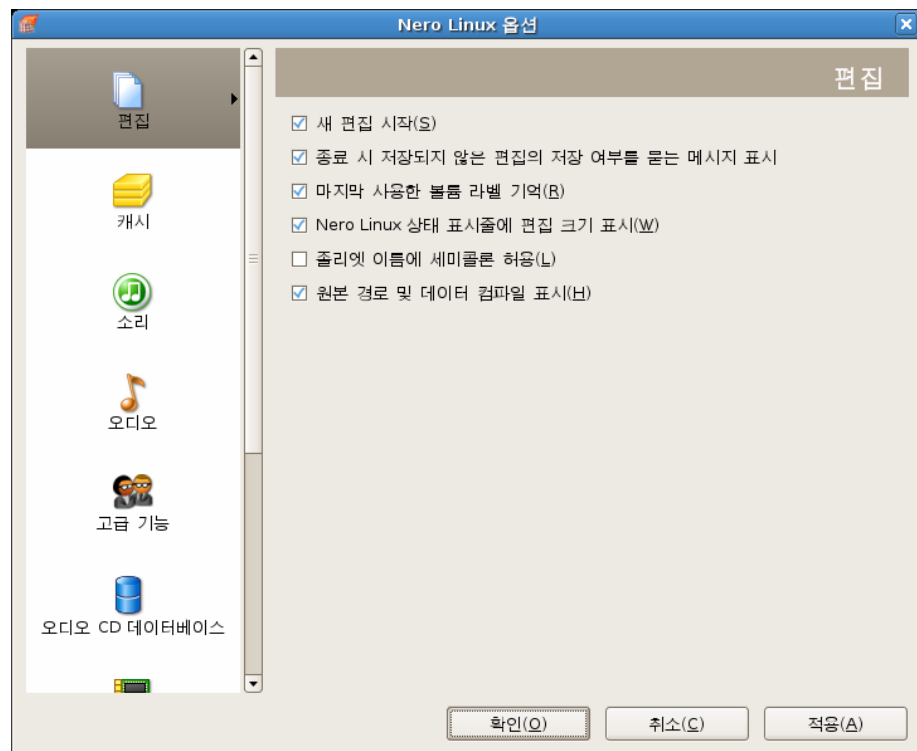 Nero Linux 옵션
편집
캐시
소리
오디오
고급 기능
오디오 CD 데이터베이스
편집
새 편집 시작(S)
종료 시 저장되지 않은 편집의 저장 여부를 묻는 메시지 표시
마지막 사용한 볼륨 라벨 기억(R)
Nero Linux 상태 표시줄에 편집 크기 표시(W)
졸리엣 이름에 세미콜론 허용(L)
원본 경로 및 데이터 컴파일 표시(H)
확인(O)
취소(C)
적용(A)